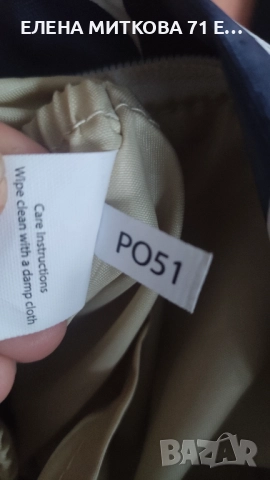 ЕЛЕНА МИТКОВА 71 Е...
Care Instructions
Wipe clean with a damp cloth
PO51
BAZAR